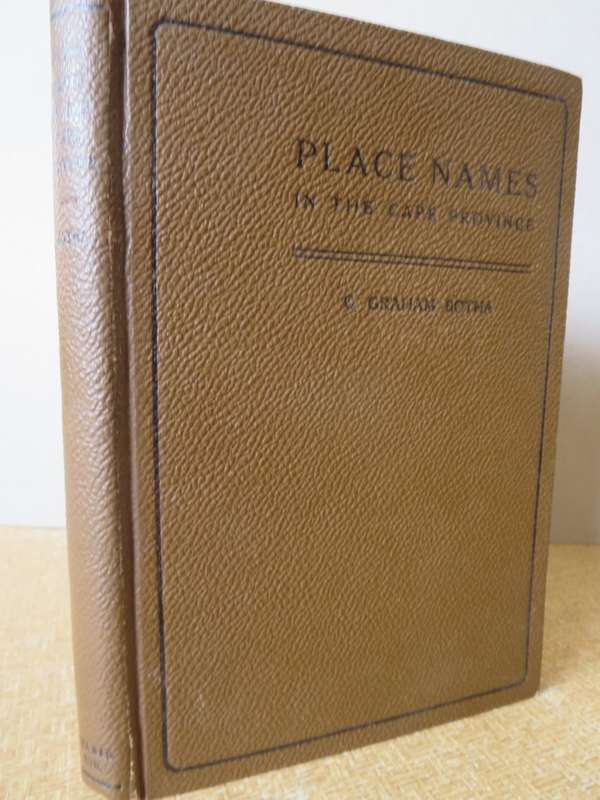 PLACE NAMES
IN THE CAPE PROVINCE
C. GRAHAM BOTHA